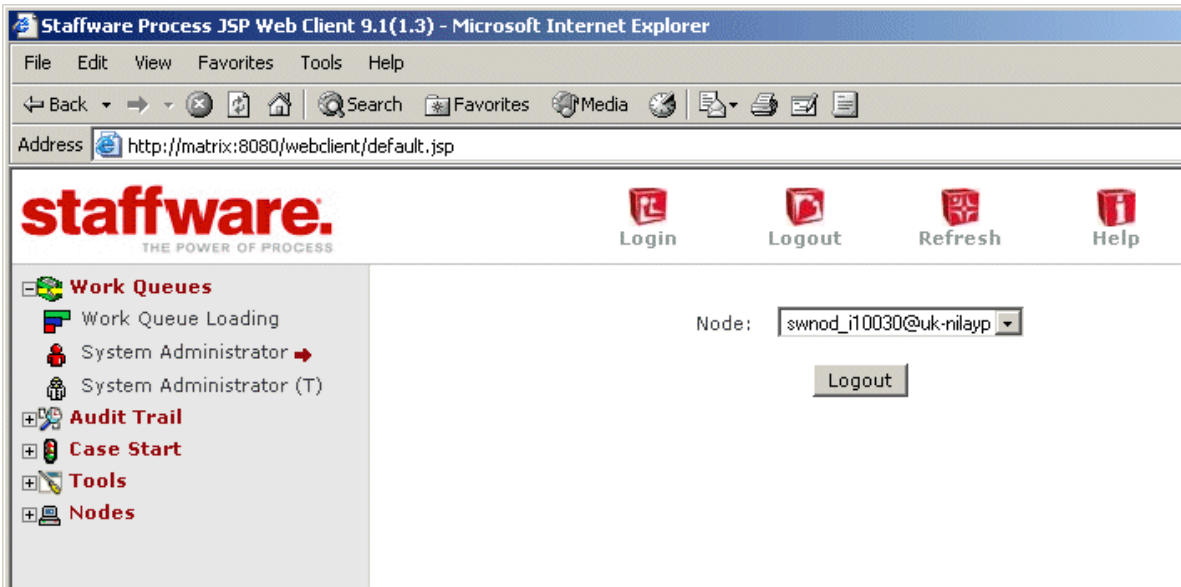 Staffware Process JSP Web Client 9.1(1.3) - Microsoft Internet Explorer
File Edit View Favorites Tools Help
Back Search Favorites Media
Address http://matrix:8080/webclient/default.jsp
staffware.
THE POWER OF PROCESS
Login Logout Refresh Help
Work Queues
Work Queue Loading
System Administrator
System Administrator (T)
Audit Trail
Case Start
Tools
Nodes
Node: swnod_i10030@uk-nilayp
Logout